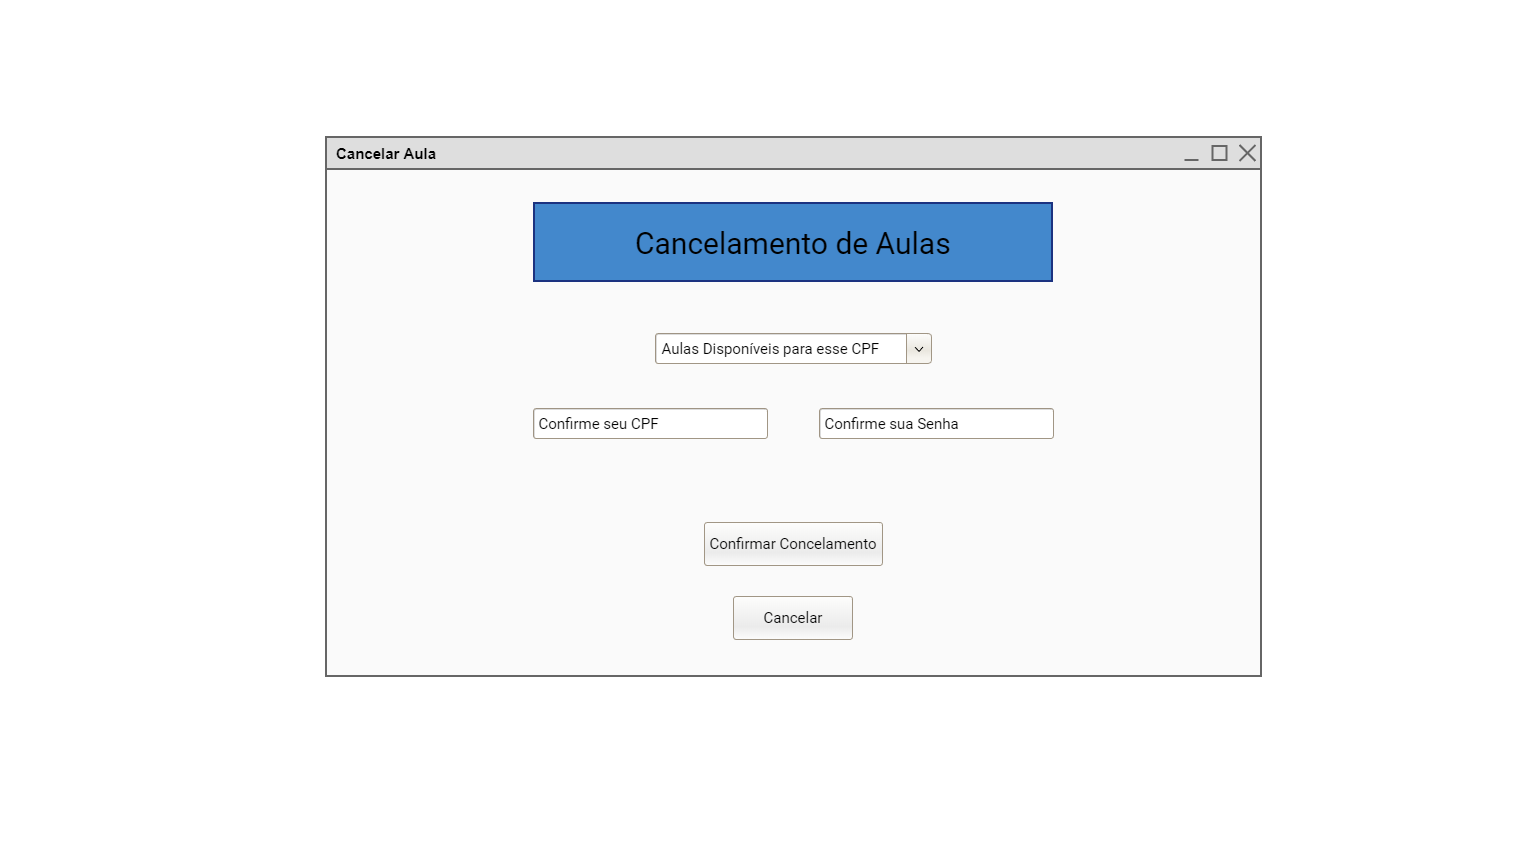 Cancelar Aula
Cancelamento de Aulas
Aulas Disponíveis para esse CPF
Confirme seu CPF
Confirme sua Senha
Confirmar Concelamento
Cancelar